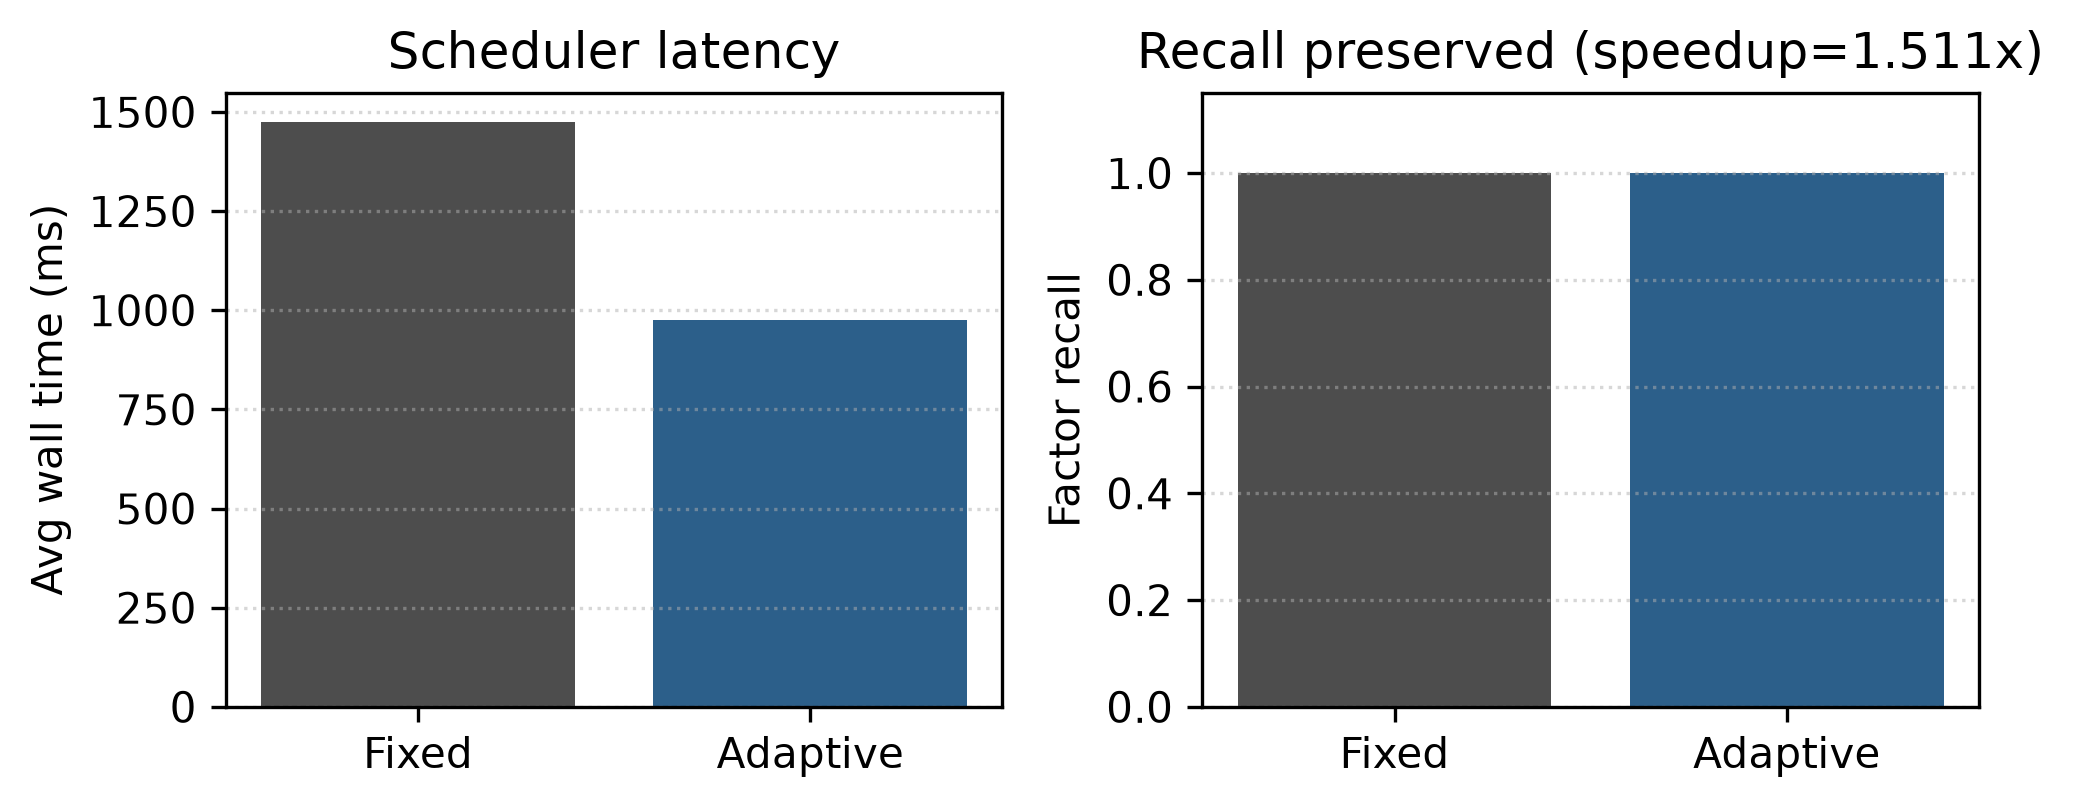 Scheduler latency
Avg wall time (ms)
1500
1250
1000
750
500
250
0
Fixed Adaptive
Recall preserved (speedup=1.511x)
Factor recall
1.0
0.8
0.6
0.4
0.2
0.0
Fixed Adaptive